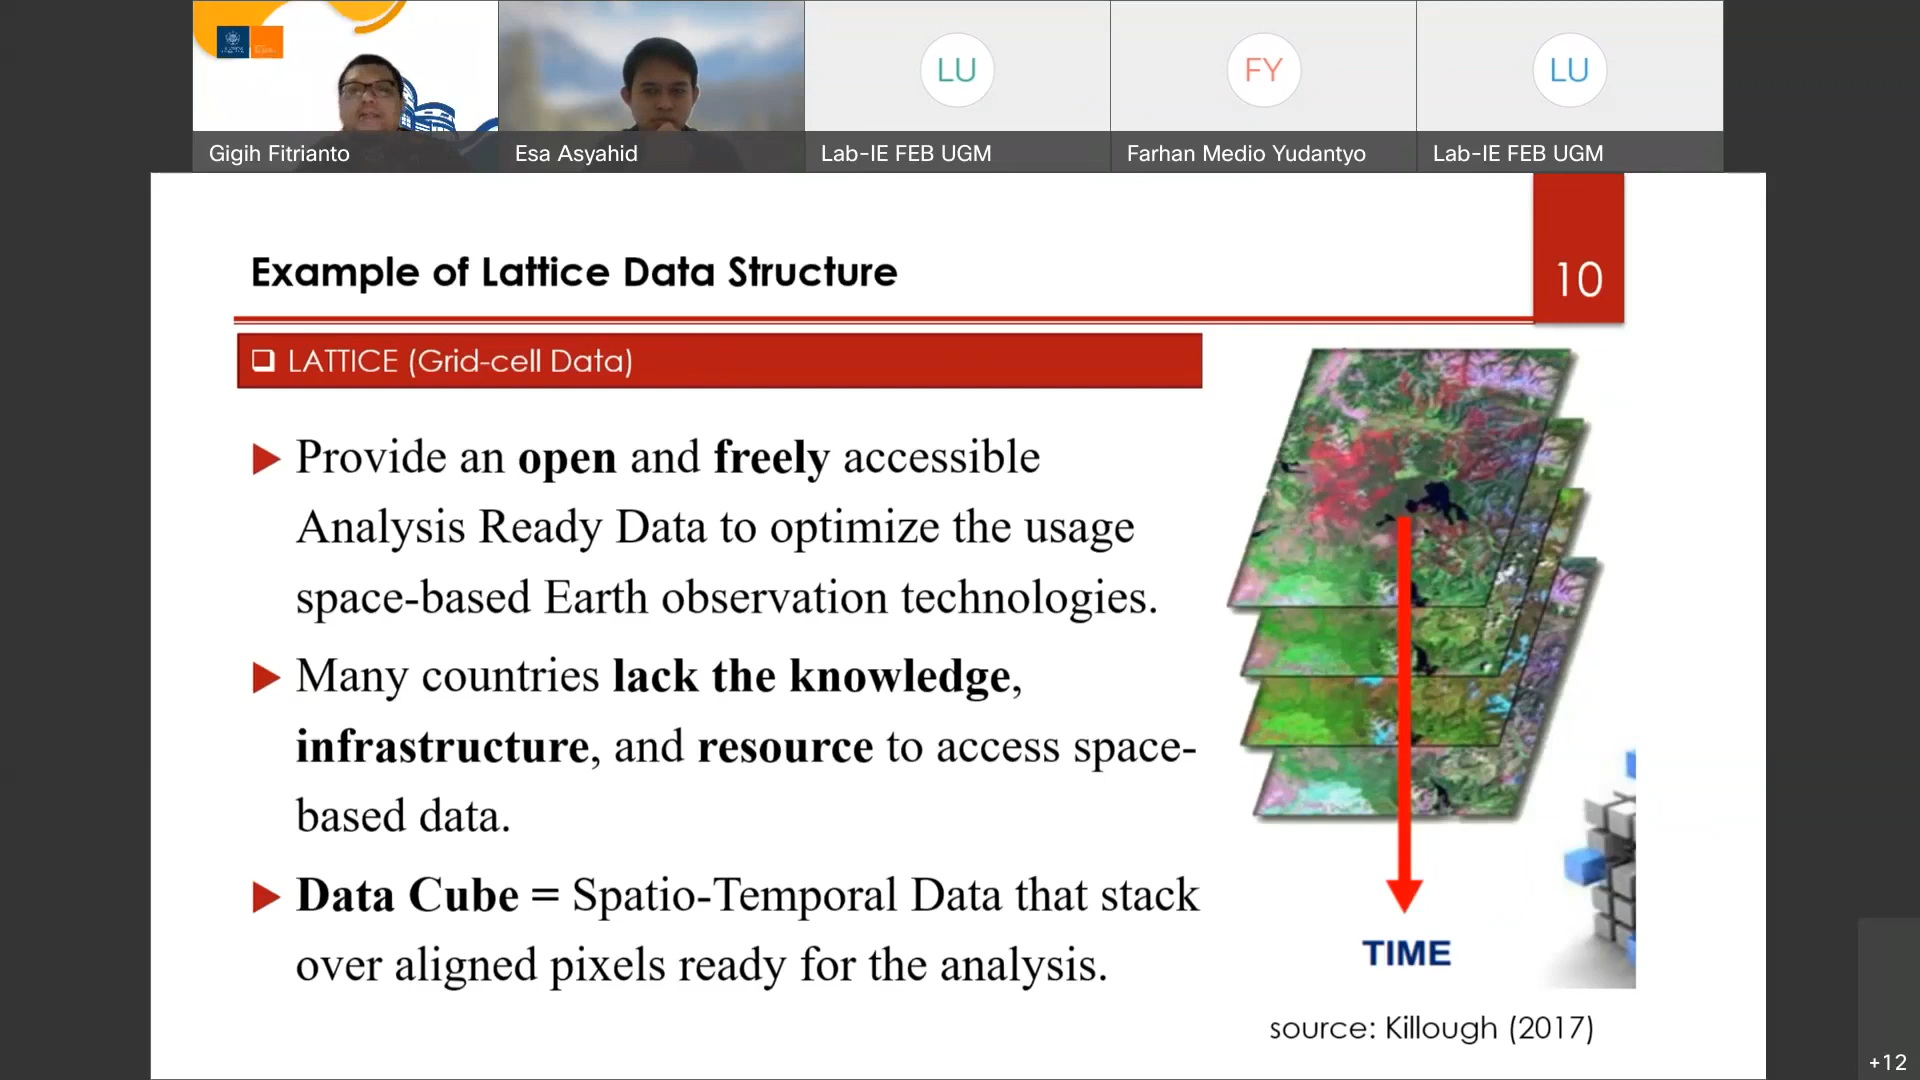 LU
FY
LU
Gigih Fitrianto
Esa Asyahid
Lab-IE FEB UGM
Farhan Medio Yudantyo
Lab-IE FEB UGM
Example of Lattice Data Structure
10
LATTICE (Grid-cell Data)
Provide an open and freely accessible
Analysis Ready Data to optimize the usage
space-based Earth observation technologies.
Many countries lack the knowledge,
infrastructure, and resource to access space-
based data.
Data Cube = Spatio-Temporal Data that stack
over aligned pixels ready for the analysis.
TIME
source: Killough (2017)
+12